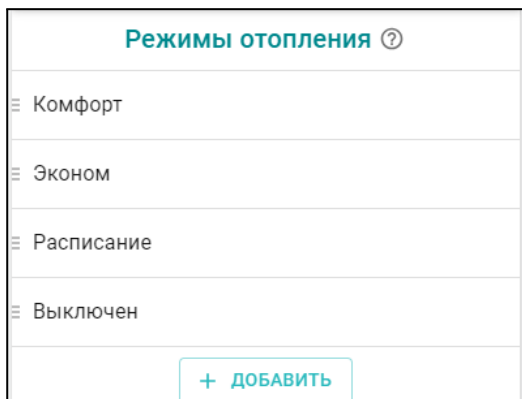 Режимы отопления
Комфорт
Эконом
Расписание
Выключен
+ ДОБАВИТЬ